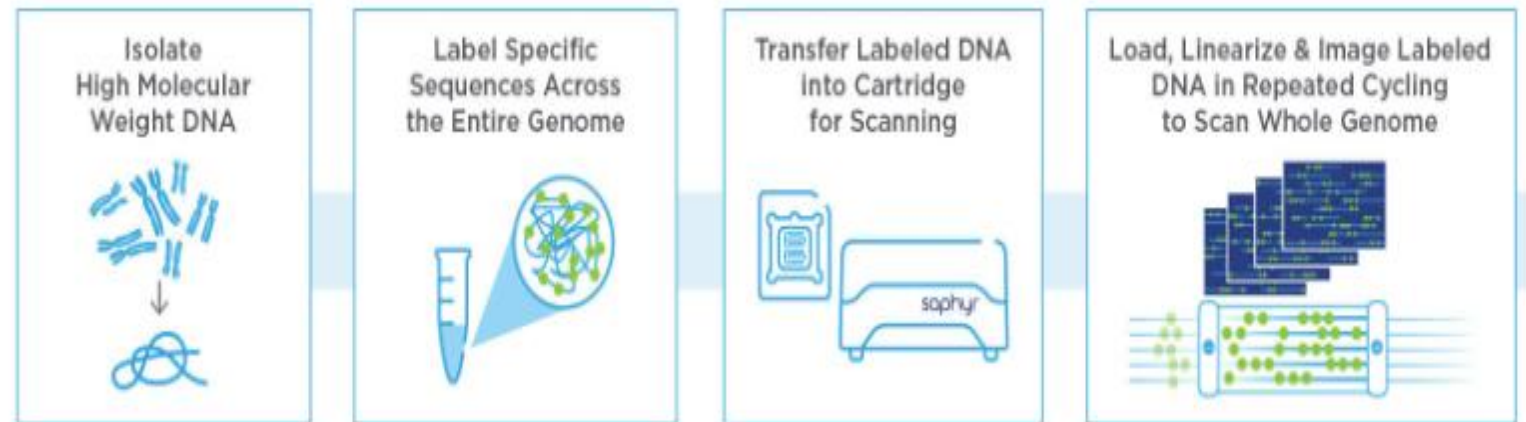 Isolate
High Molecular
Weight DNA
Label Specific
Sequences Across
the Entire Genome
Transfer Labeled DNA
into Cartridge
for Scanning
saphyr
Load, Linearize & Image Labeled
DNA in Repeated Cycling
to Scan Whole Genome